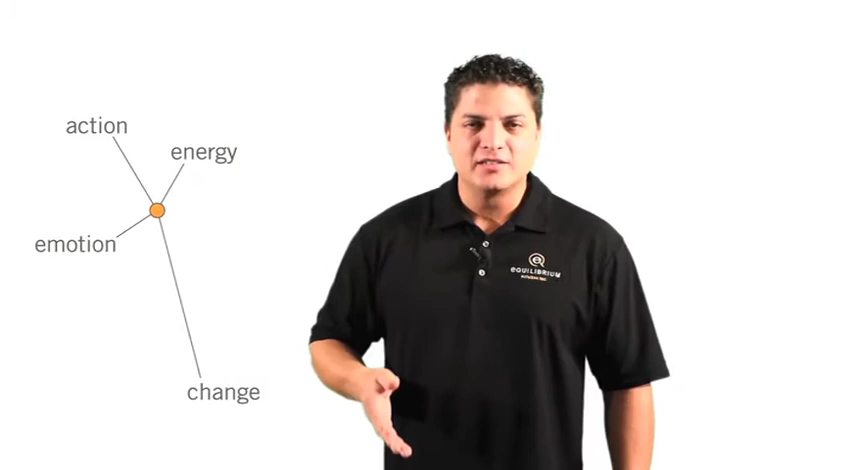 action
energy
emotion
change
eQUILIBRIUM